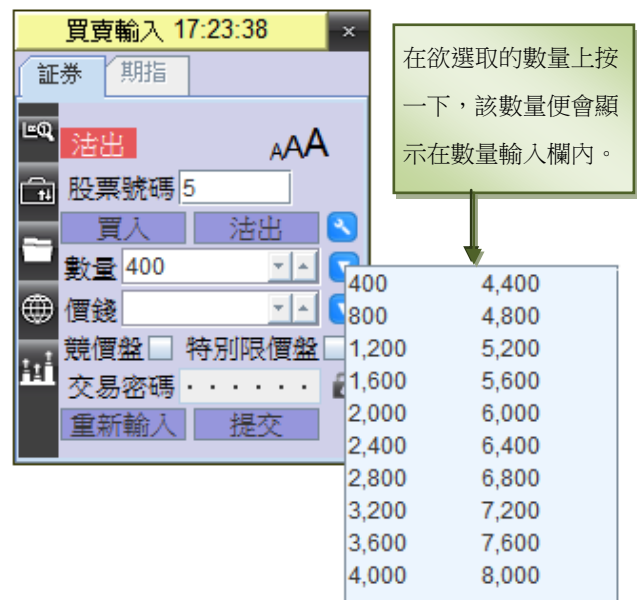 買賣輸入 17:23:38
×
証券 期指
沽出 AAA
股票號碼 5
買入 沽出
數量 400
價錢
競價盤 特別限價盤
交易密碼 · · · · · ·
重新輸入 提交
在欲選取的數量上按
一下，該數量便會顯
示在數量輸入欄內。
400 4,400
800 4,800
1,200 5,200
1,600 5,600
2,000 6,000
2,400 6,400
2,800 6,800
3,200 7,200
3,600 7,600
4,000 8,000